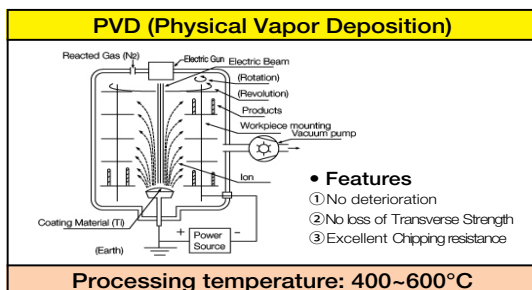 PVD (Physical Vapor Deposition)
Reacted Gas (N₂)
Electric Gun
Electric Beam
(Rotation)
(Revolution)
Products
Workpiece mounting
Vacuum pump
Ion
Coating Material (Ti)
(Earth)
+
Power
Source
−
• Features
①No deterioration
②No loss of Transverse Strength
③Excellent Chipping resistance
Processing temperature: 400~600°C